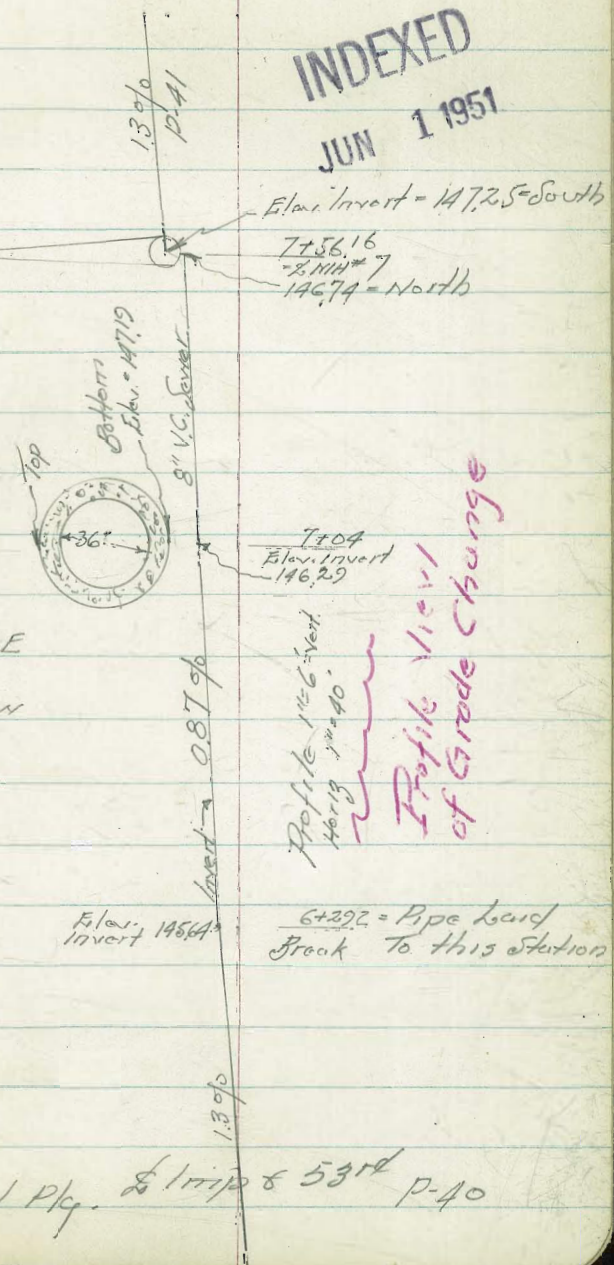 INDEXED
JUN 1 1951
1.3%
P-41
Elev. Invert = 147.25 = South
7+56.16
MH #7
146.74 = North
Bottom
Elev. = 147.19
8" V.C. Sewer
Top
36"
7+04
Elev. Invert
146.29
E
N
0.87%
Invert
Profile 1"=6' Vert.
Horiz 1"=40'
Profile View
of Grade Change
Elev.
Invert 145.64
6+29.2 = Pipe Laid
Break To this Station
1.3%
Imp & 53rd P-40